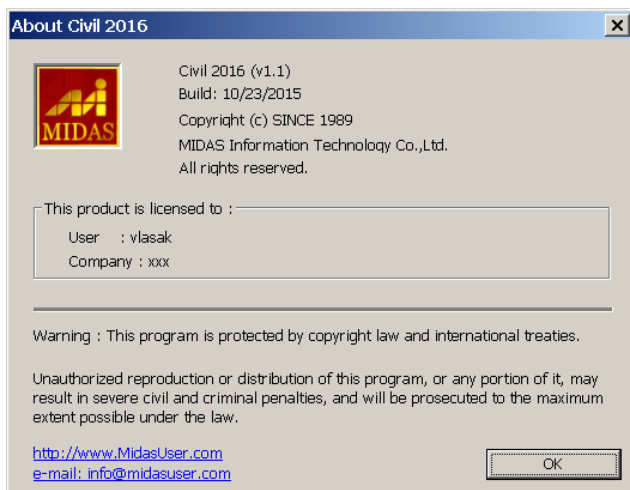 About Civil 2016
MIDAS
Civil 2016 (v1.1)
Build: 10/23/2015
Copyright (c) SINCE 1989
MIDAS Information Technology Co.,Ltd.
All rights reserved.
This product is licensed to :
User : vlasak
Company : xxx
Warning : This program is protected by copyright law and international treaties.
Unauthorized reproduction or distribution of this program, or any portion of it, may
result in severe civil and criminal penalties, and will be prosecuted to the maximum
extent possible under the law.
http://www.MidasUser.com
e-mail: info@midasuser.com
OK